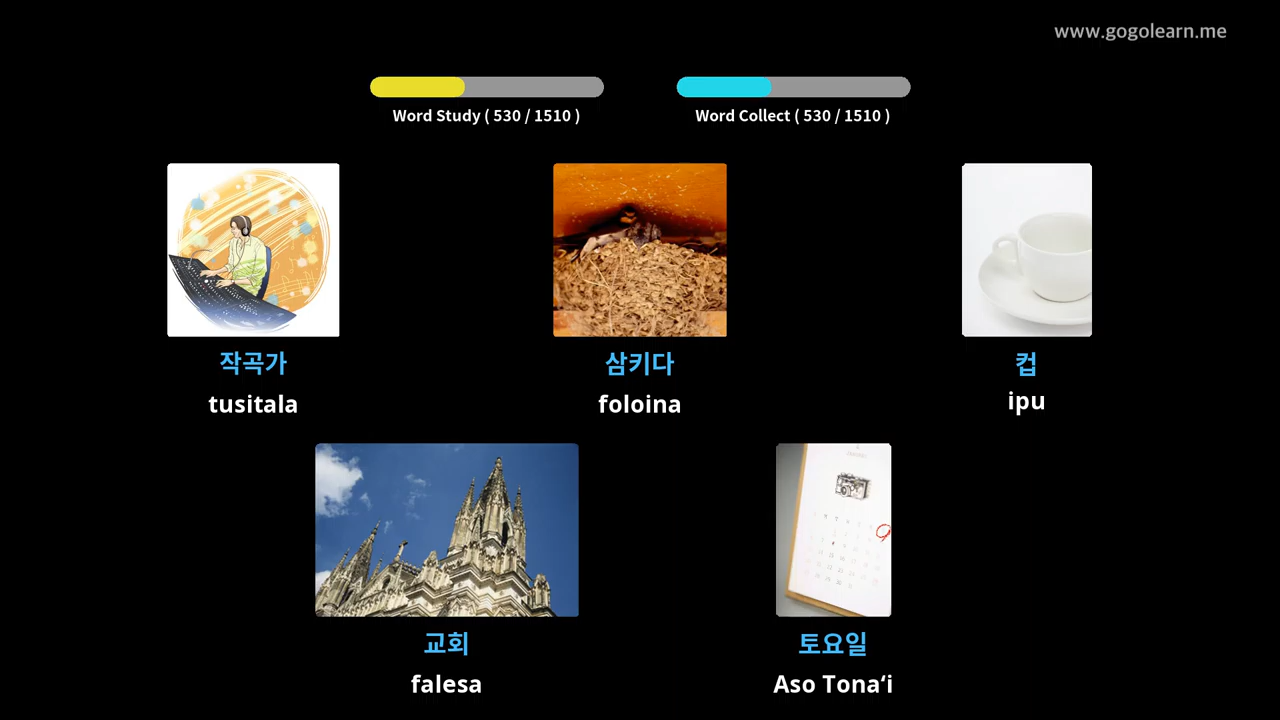 www.gogolearn.me
Word Study ( 530 / 1510 )
Word Collect ( 530 / 1510 )
작곡가
tusitala
삼키다
foloina
컵
ipu
교회
falesa
토요일
Aso Tonaʻi